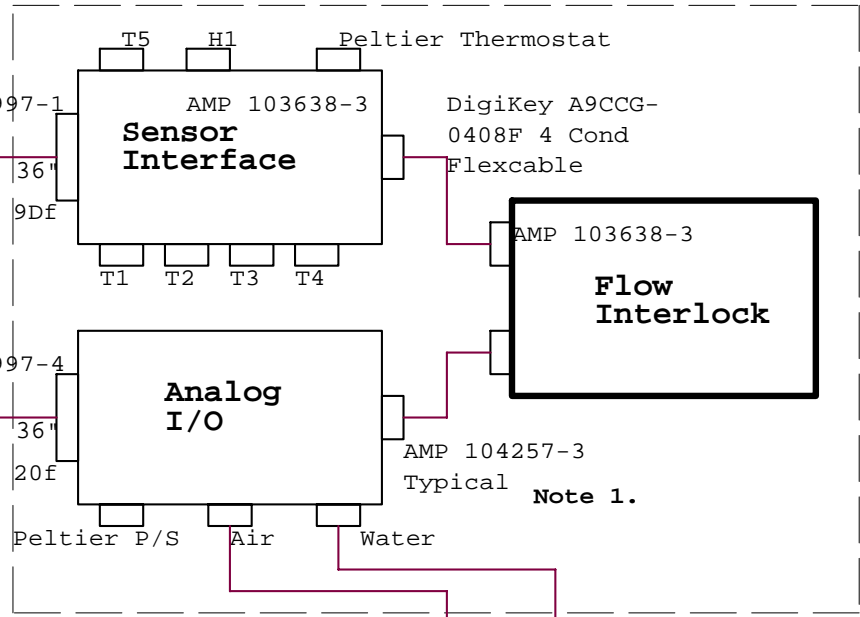 T5 H1 Peltier Thermostat
997-1 AMP 103638-3 DigiKey A9CCG-
Sensor 0408F 4 Cond
Interface Flexcable
36"
9Df
AMP 103638-3
T1 T2 T3 T4
Flow
Interlock
997-4
Analog
I/O
36"
AMP 104257-3
20f Typical
Note 1.
Peltier P/S Air Water